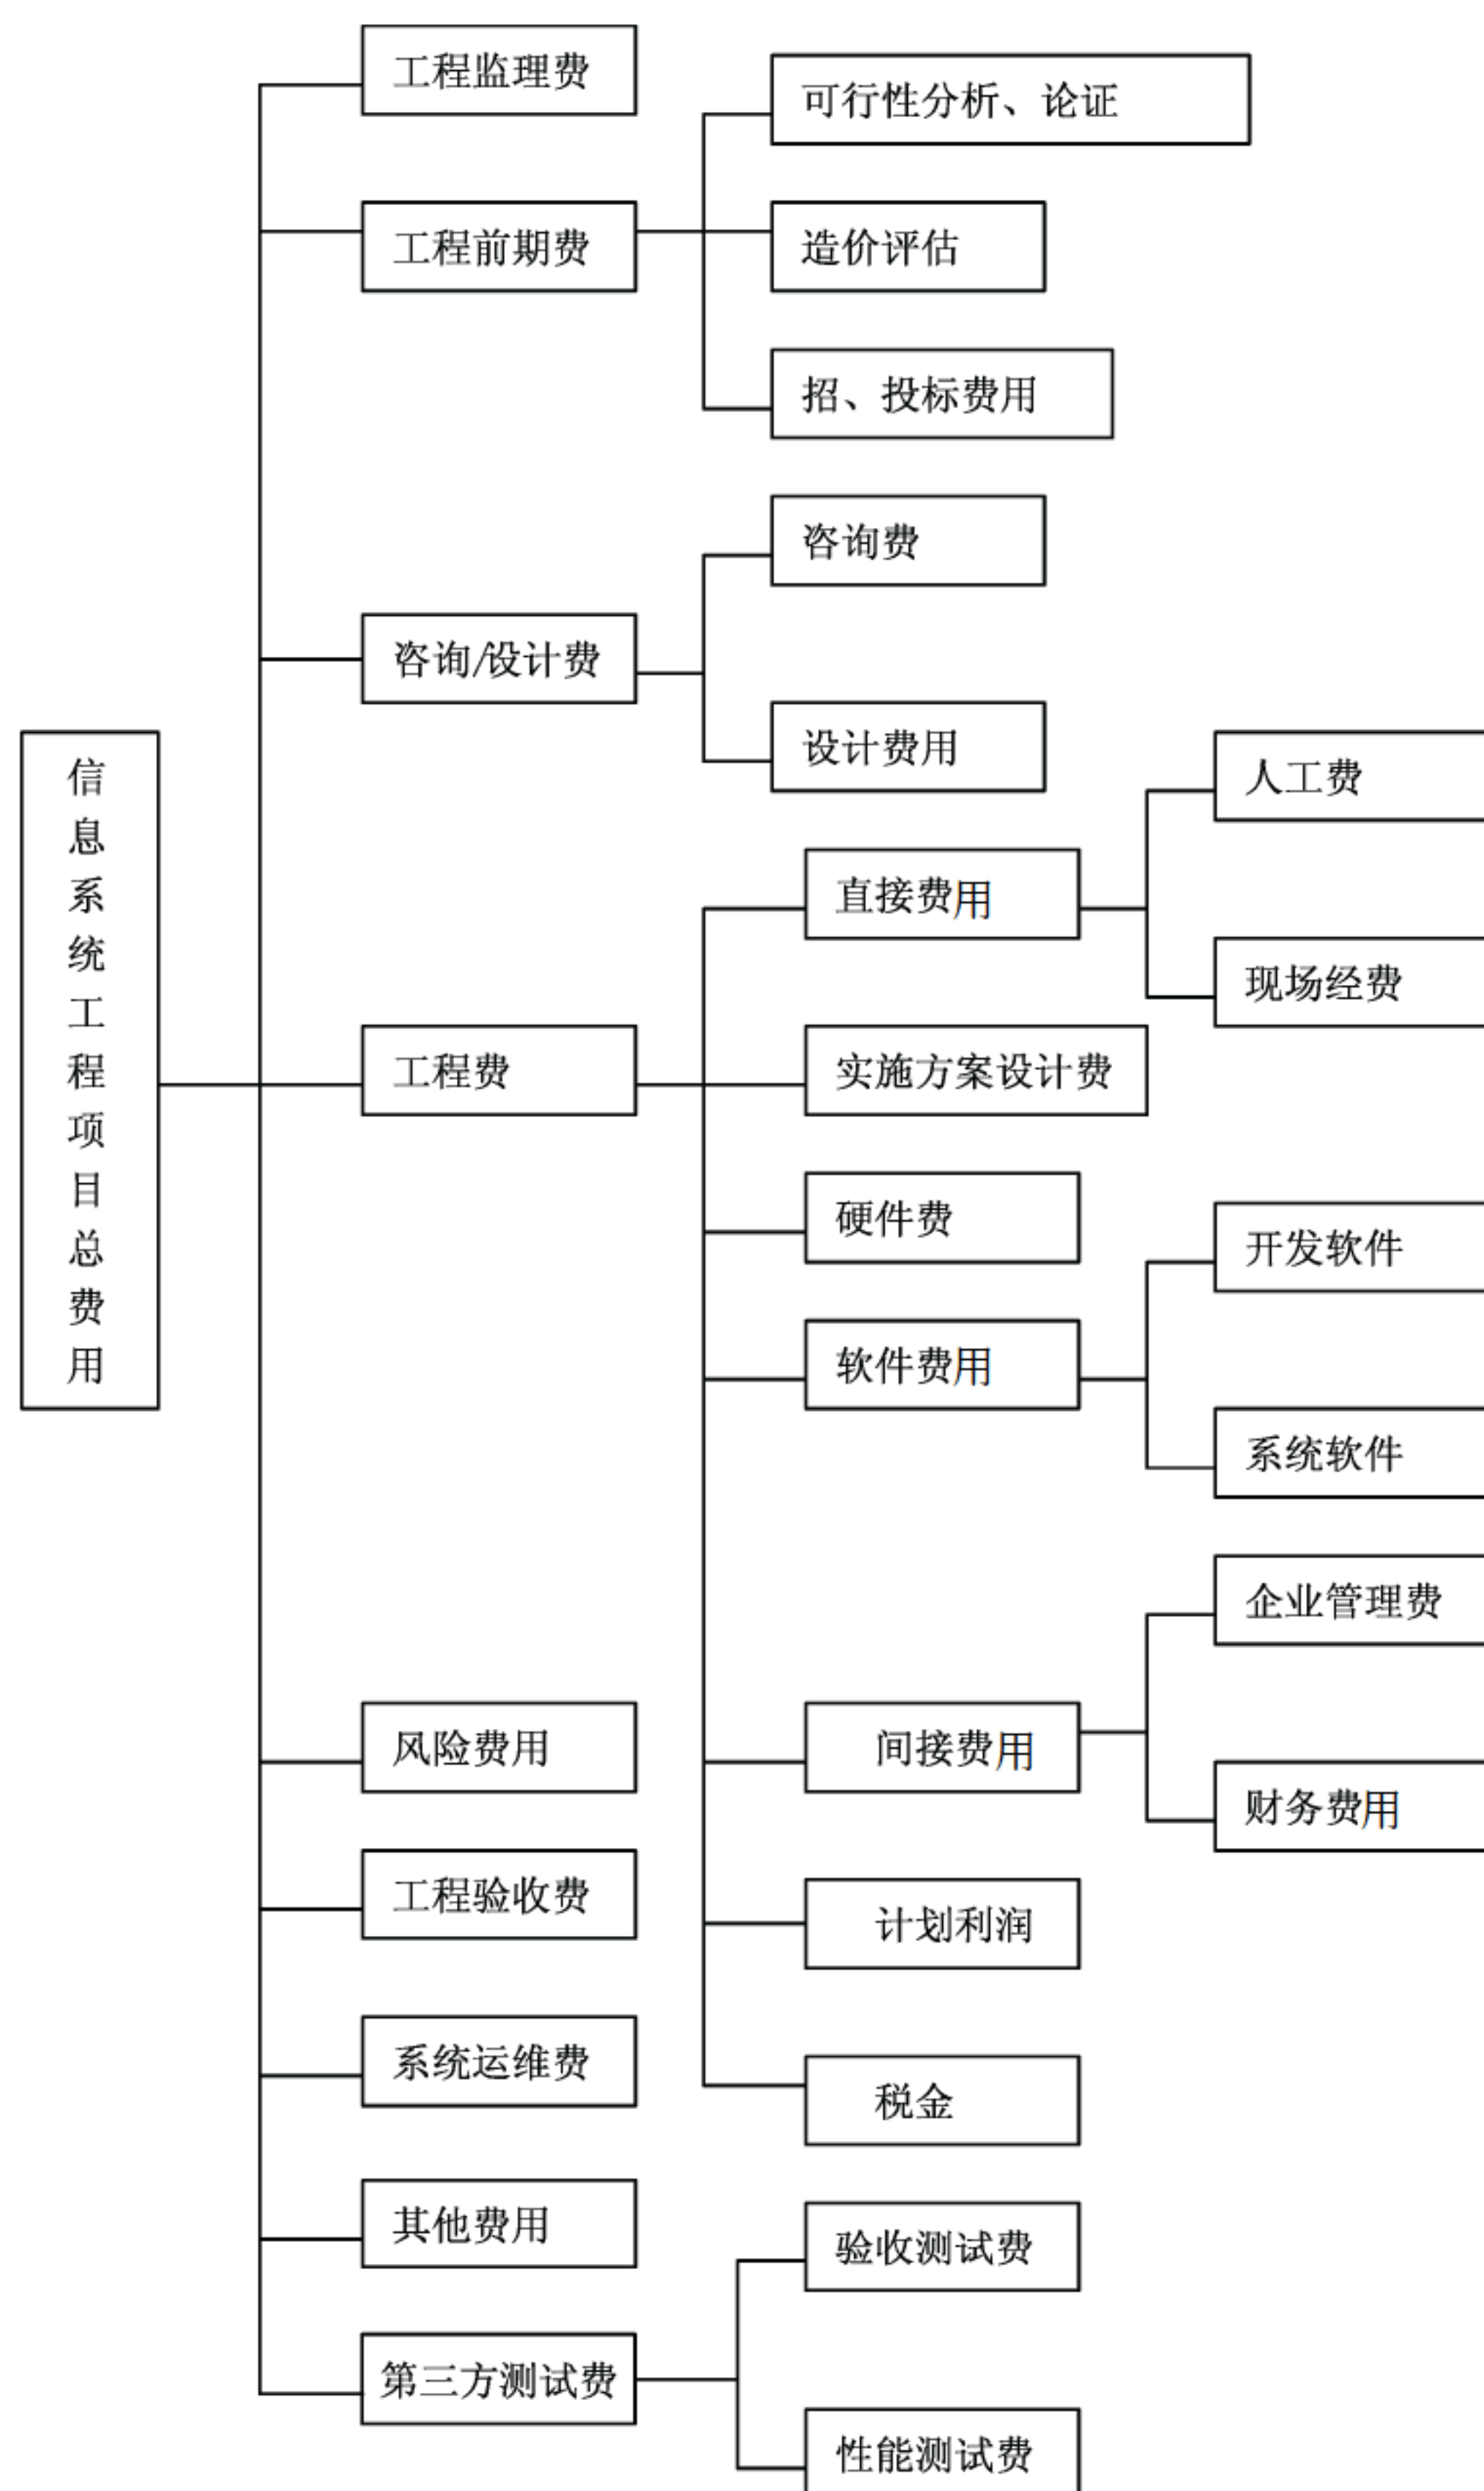 信息系统工程项目总费用
工程监理费
工程前期费
可行性分析、论证
造价评估
招、投标费用
咨询/设计费
咨询费
设计费用
工程费
直接费用
人工费
现场经费
实施方案设计费
硬件费
软件费用
开发软件
系统软件
间接费用
企业管理费
财务费用
计划利润
税金
风险费用
工程验收费
系统运维费
其他费用
第三方测试费
验收测试费
性能测试费